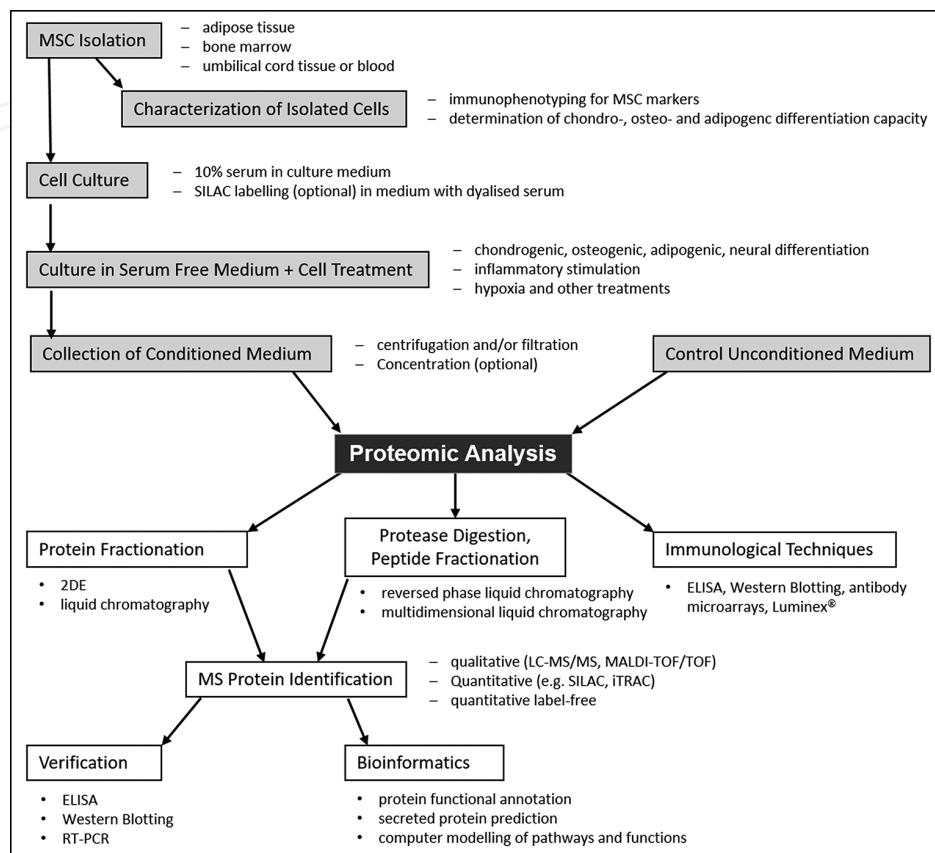 MSC Isolation
– adipose tissue
– bone marrow
– umbilical cord tissue or blood
Characterization of Isolated Cells
– immunophenotyping for MSC markers
– determination of chondro-, osteo- and adipogenc differentiation capacity
Cell Culture
– 10% serum in culture medium
– SILAC labelling (optional) in medium with dyalised serum
Culture in Serum Free Medium + Cell Treatment
– chondrogenic, osteogenic, adipogenic, neural differentiation
– inflammatory stimulation
– hypoxia and other treatments
Collection of Conditioned Medium
– centrifugation and/or filtration
– Concentration (optional)
Control Unconditioned Medium
Proteomic Analysis
Protein Fractionation
• 2DE
• liquid chromatography
Protease Digestion,
Peptide Fractionation
• reversed phase liquid chromatography
• multidimensional liquid chromatography
Immunological Techniques
• ELISA, Western Blotting, antibody
microarrays, Luminex®
MS Protein Identification
– qualitative (LC-MS/MS, MALDI-TOF/TOF)
– Quantitative (e.g. SILAC, iTRAC)
– quantitative label-free
Verification
• ELISA
• Western Blotting
• RT-PCR
Bioinformatics
• protein functional annotation
• secreted protein prediction
• computer modelling of pathways and functions